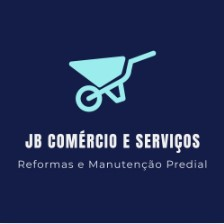 JB COMÉRCIO E SERVIÇOS
Reformas e Manutenção Predial